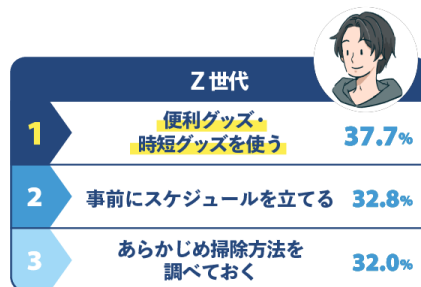 Z世代
1
便利グッズ・
時短グッズを使う
37.7%
2
事前にスケジュールを立てる
32.8%
3
あらかじめ掃除方法を
調べておく
32.0%